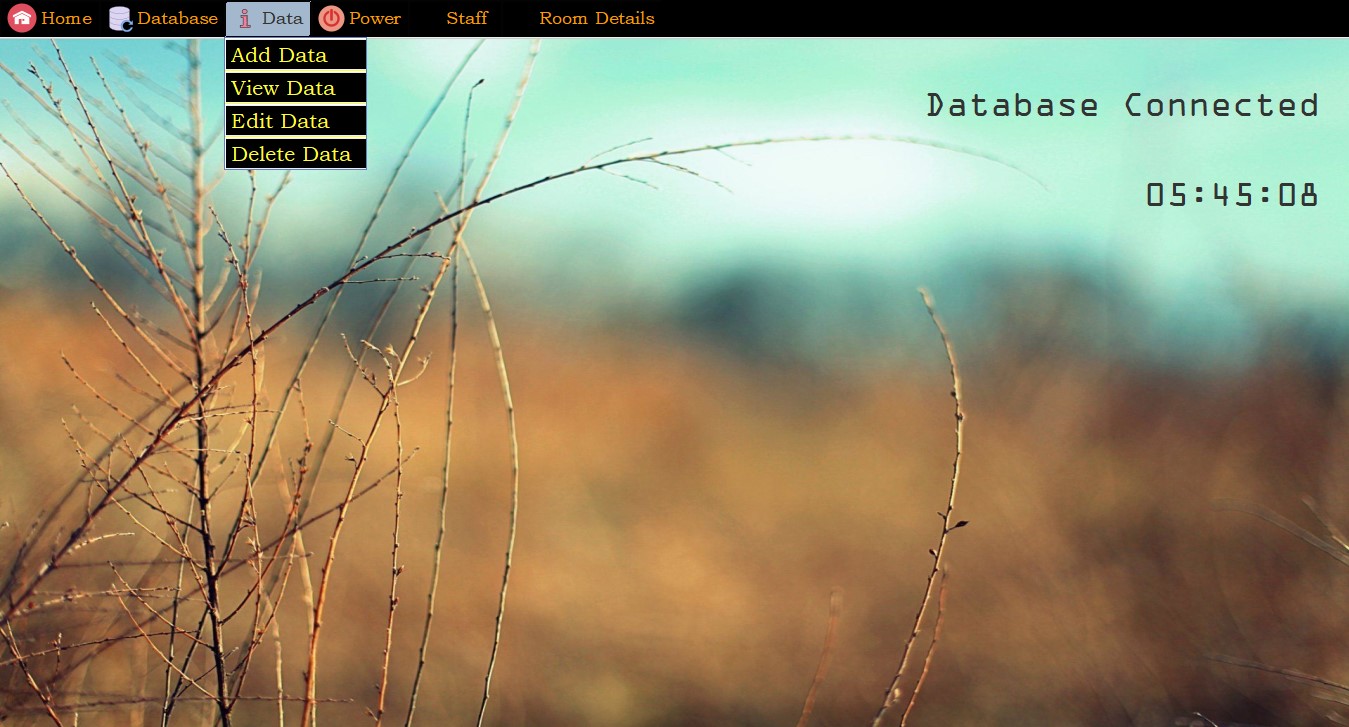 Home Database Data Power Staff Room Details
Add Data
View Data
Edit Data
Delete Data
Database Connected
05:45:08